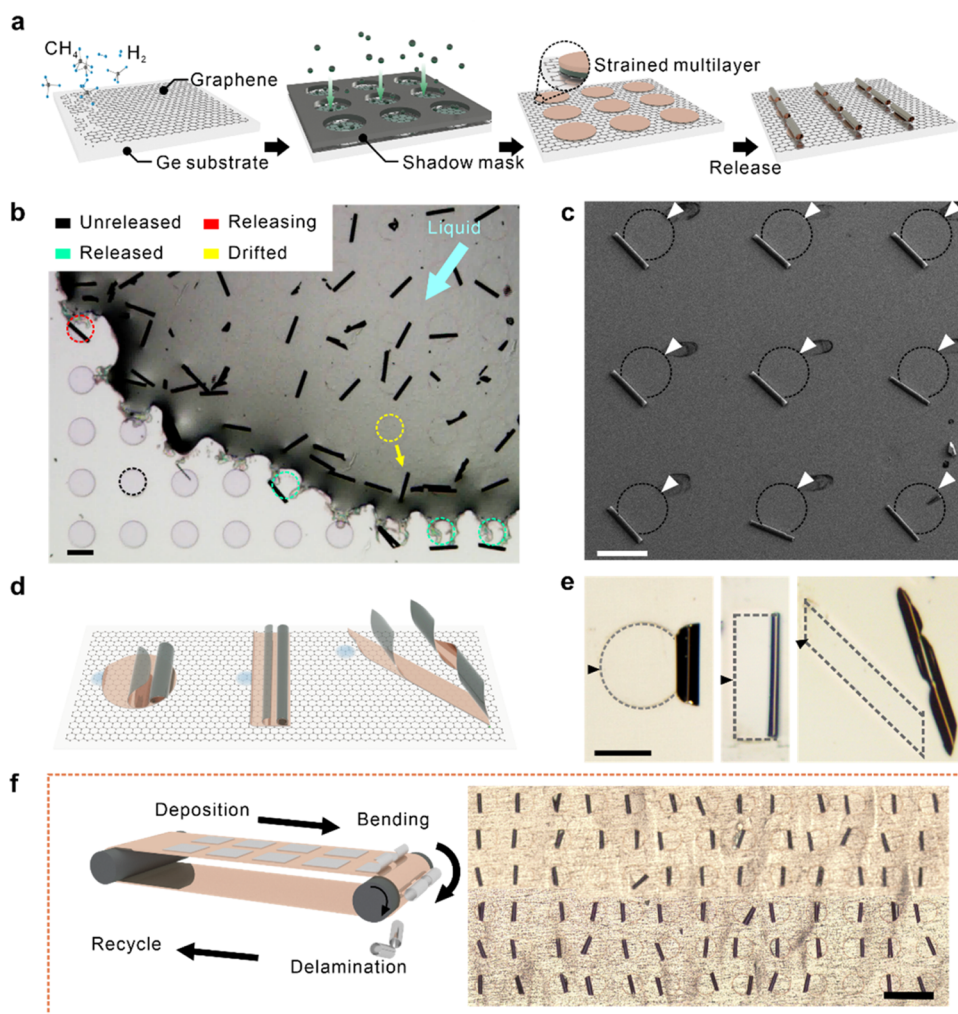 a
CH4
H2
Graphene
Ge substrate
Shadow mask
Strained multilayer
Release
b
Unreleased
Releasing
Released
Drifted
Liquid
c
d
e
f
Deposition
Bending
Recycle
Delamination